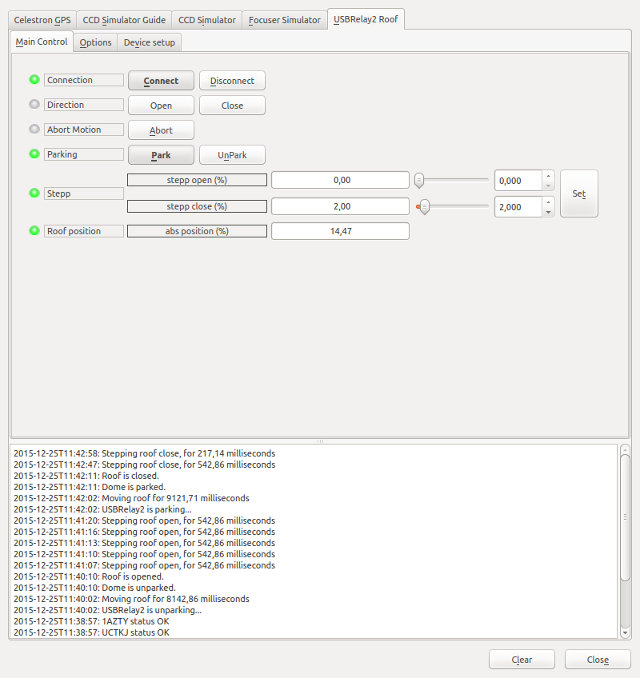 Celestron GPS CCD Simulator Guide CCD Simulator Focuser Simulator USBRelay2 Roof
Main Control Options Device setup
Connection Connect Disconnect
Direction Open Close
Abort Motion Abort
Parking Park UnPark
stepp open (%) 0,00 0,000
Stepp Set
stepp close (%) 2,00 2,000
Roof position abs position (%) 14,47
2015-12-25T11:42:58: Stepping roof close, for 217,14 milliseconds
2015-12-25T11:42:47: Stepping roof close, for 542,86 milliseconds
2015-12-25T11:42:11: Roof is closed.
2015-12-25T11:42:11: Dome is parked.
2015-12-25T11:42:02: Moving roof for 9121,71 milliseconds
2015-12-25T11:42:02: USBRelay2 is parking...
2015-12-25T11:41:20: Stepping roof open, for 542,86 milliseconds
2015-12-25T11:41:16: Stepping roof open, for 542,86 milliseconds
2015-12-25T11:41:13: Stepping roof open, for 542,86 milliseconds
2015-12-25T11:41:10: Stepping roof open, for 542,86 milliseconds
2015-12-25T11:41:07: Stepping roof open, for 542,86 milliseconds
2015-12-25T11:40:10: Roof is opened.
2015-12-25T11:40:10: Dome is unparked.
2015-12-25T11:40:02: Moving roof for 8142,86 milliseconds
2015-12-25T11:40:02: USBRelay2 is unparking...
2015-12-25T11:38:57: 1AZTY status OK
2015-12-25T11:38:57: UCTKJ status OK
Clear Close